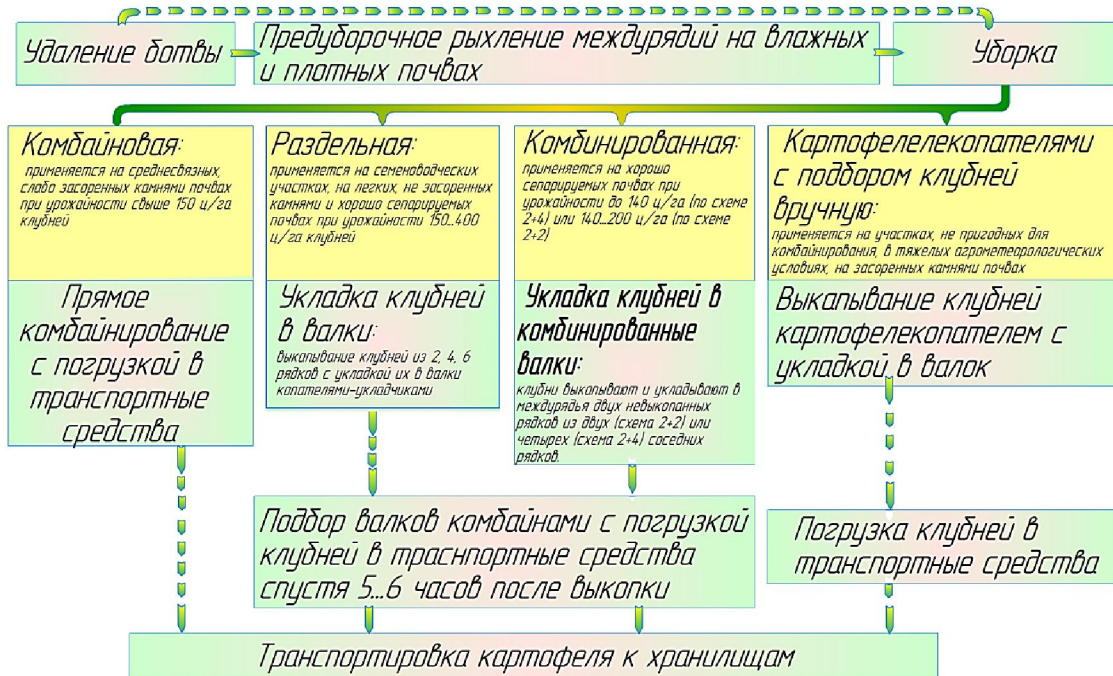 Удаление ботвы
Предуборочное рыхление междурядий на влажных
и плотных почвах
Уборка
Комбайновая:
применяется на среднесвязных,
слабо засоренных камнями почвах
при урожайности свыше 150 ц/га
клубней
Прямое
комбайнирование
с погрузкой в
транспортные
средства
Раздельная:
применяется на семеноводческих
участках, на легких, не засоренных
камнями и хорошо сепарируемых
почвах при урожайности 150...400
ц/га клубней
Укладка клубней
в валки:
выкапывание клубней из 2, 4, 6
рядков с укладкой их в валки
копателями-укладчиками
Комбинированная:
применяется на хорошо
сепарируемых почвах при
урожайности до 140 ц/га (по схеме
2+4) или 140...200 ц/га (по схеме
2+2)
Укладка клубней в
комбинированные
валки:
клубни выкапывают и укладывают в
междурядья двух невыкопанных
рядков из двух (схема 2+2) или
четырех (схема 2+4) соседних
рядков.
Картофелелекопателями
с подбором клубней
вручную:
применяется на участках, не пригодных для
комбайнирования, в тяжелых агрометеорологических
условиях, на засоренных камнями почвах
Выкапывание клубней
картофелекопателем с
укладкой в валок
Подбор валков комбайнами с погрузкой
клубней в траснпортные средства
спустя 5...6 часов после выкопки
Погрузка клубней в
транспортные средства
Транспортировка картофеля к хранилищам